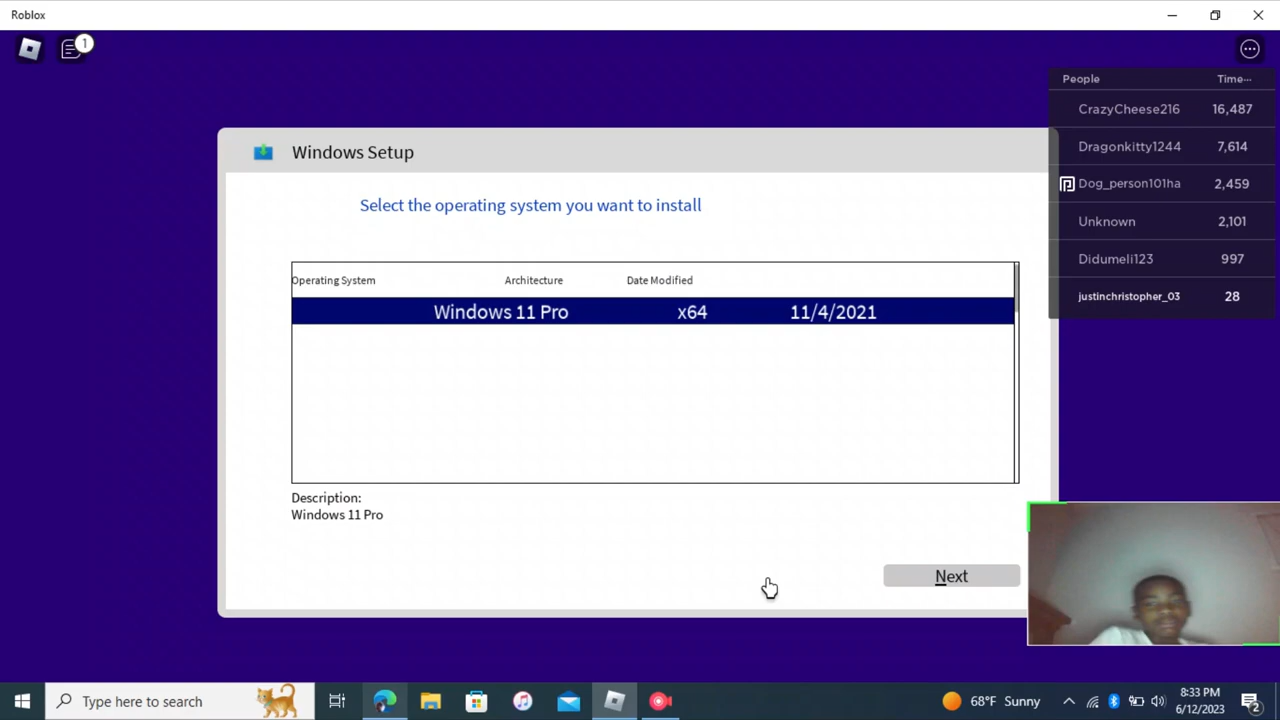 Roblox
1
People Time···
CrazyCheese216 16,487
Dragonkitty1244 7,614
Dog_person101ha 2,459
Unknown 2,101
Didumeli123 997
justinchristopher_03 28
Windows Setup
Select the operating system you want to install
Operating System Architecture Date Modified
Windows 11 Pro x64 11/4/2021
Description:
Windows 11 Pro
Next
Type here to search
68°F Sunny
8:33 PM
6/12/2023
2